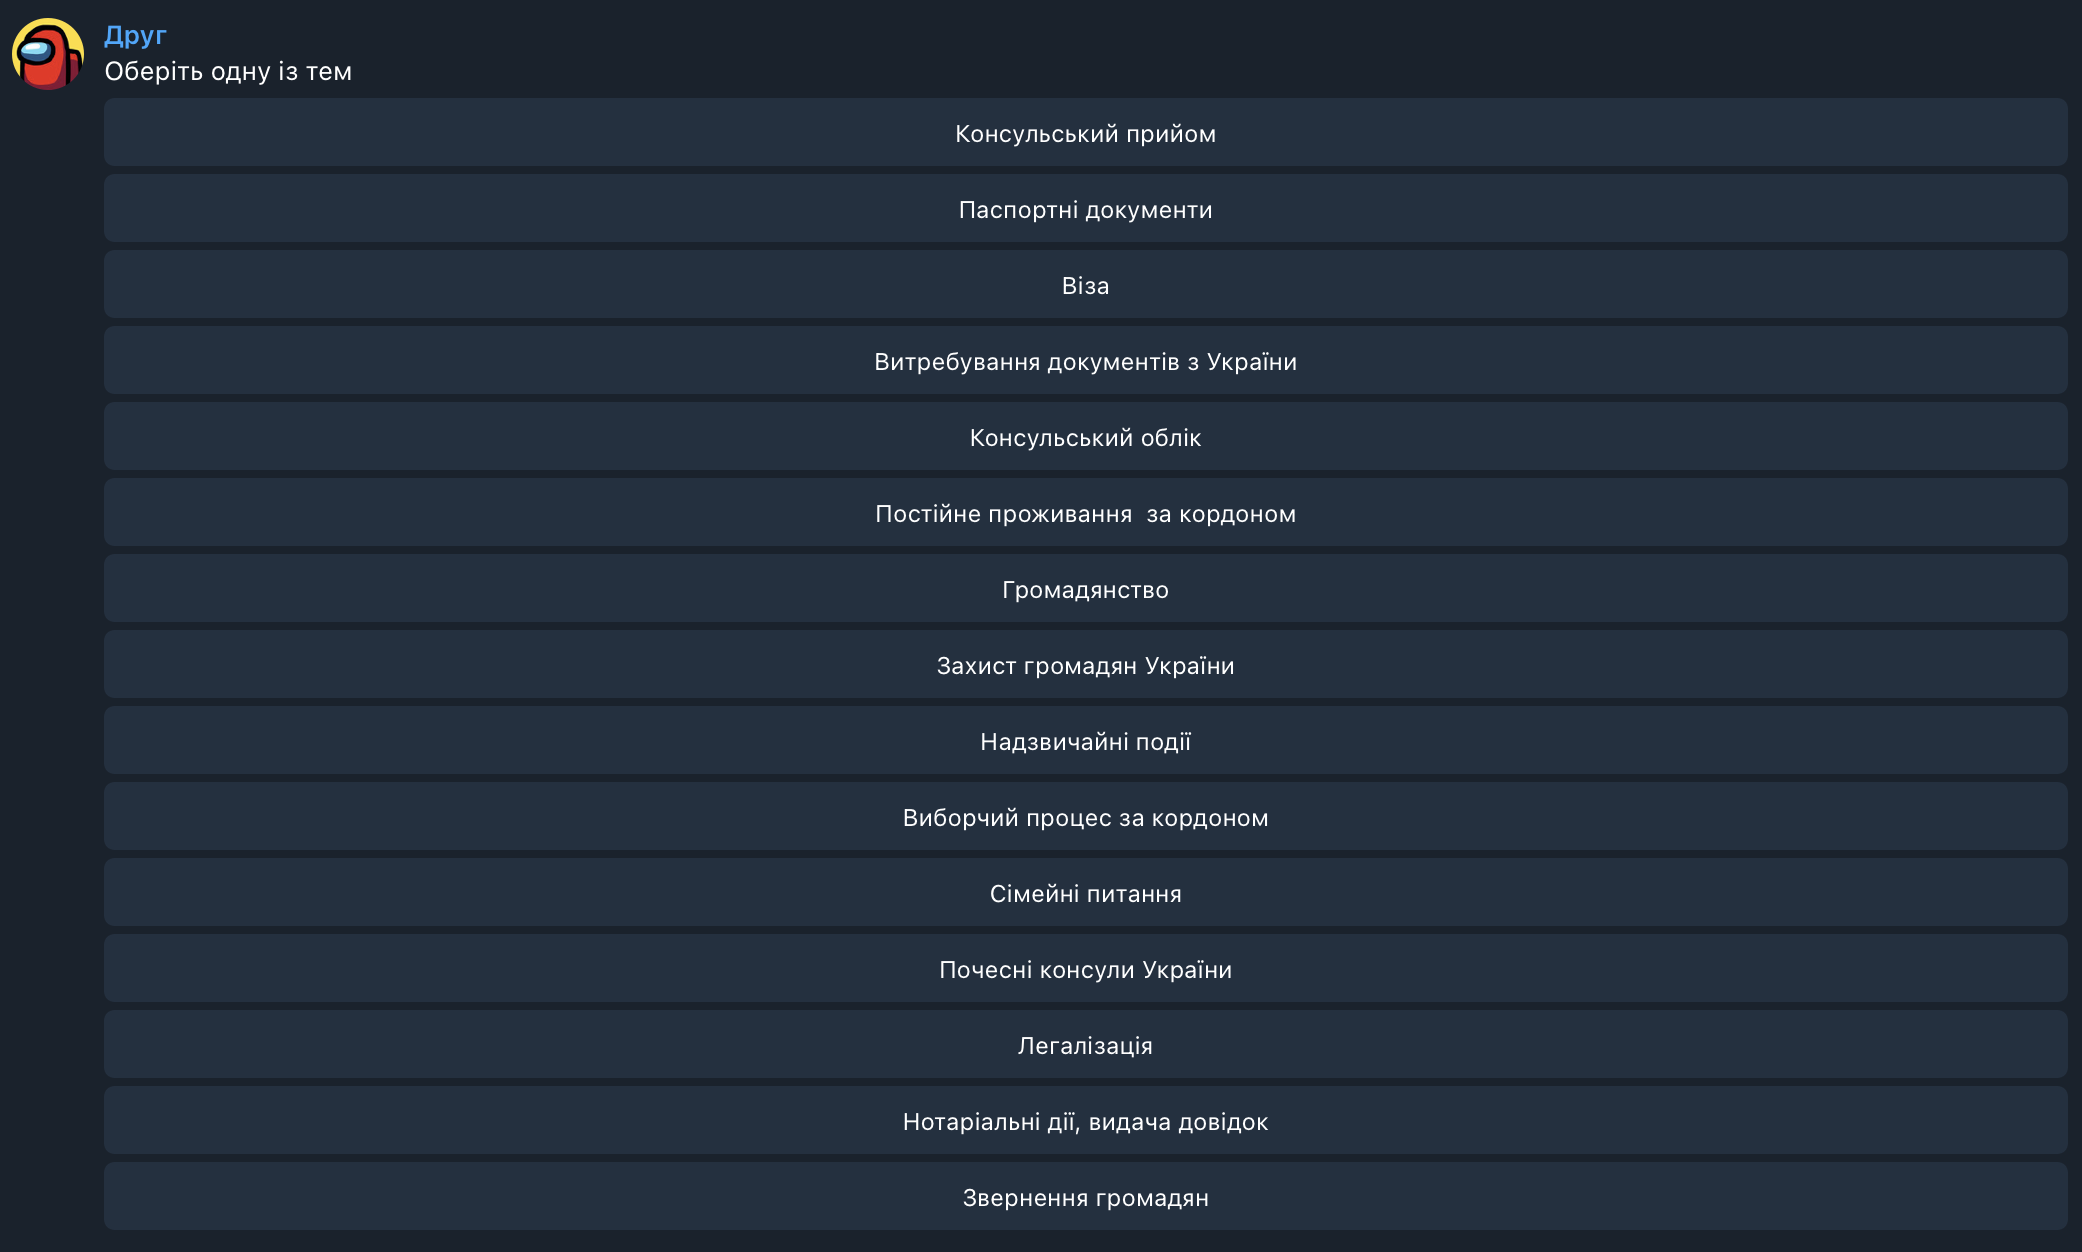 Друг
Оберіть одну із тем
Консульський прийом
Паспортні документи
Віза
Витребування документів з України
Консульський облік
Постійне проживання  за кордоном
Громадянство
Захист громадян України
Надзвичайні події
Виборчий процес за кордоном
Сімейні питання
Почесні консули України
Легалізація
Нотаріальні дії, видача довідок
Звернення громадян